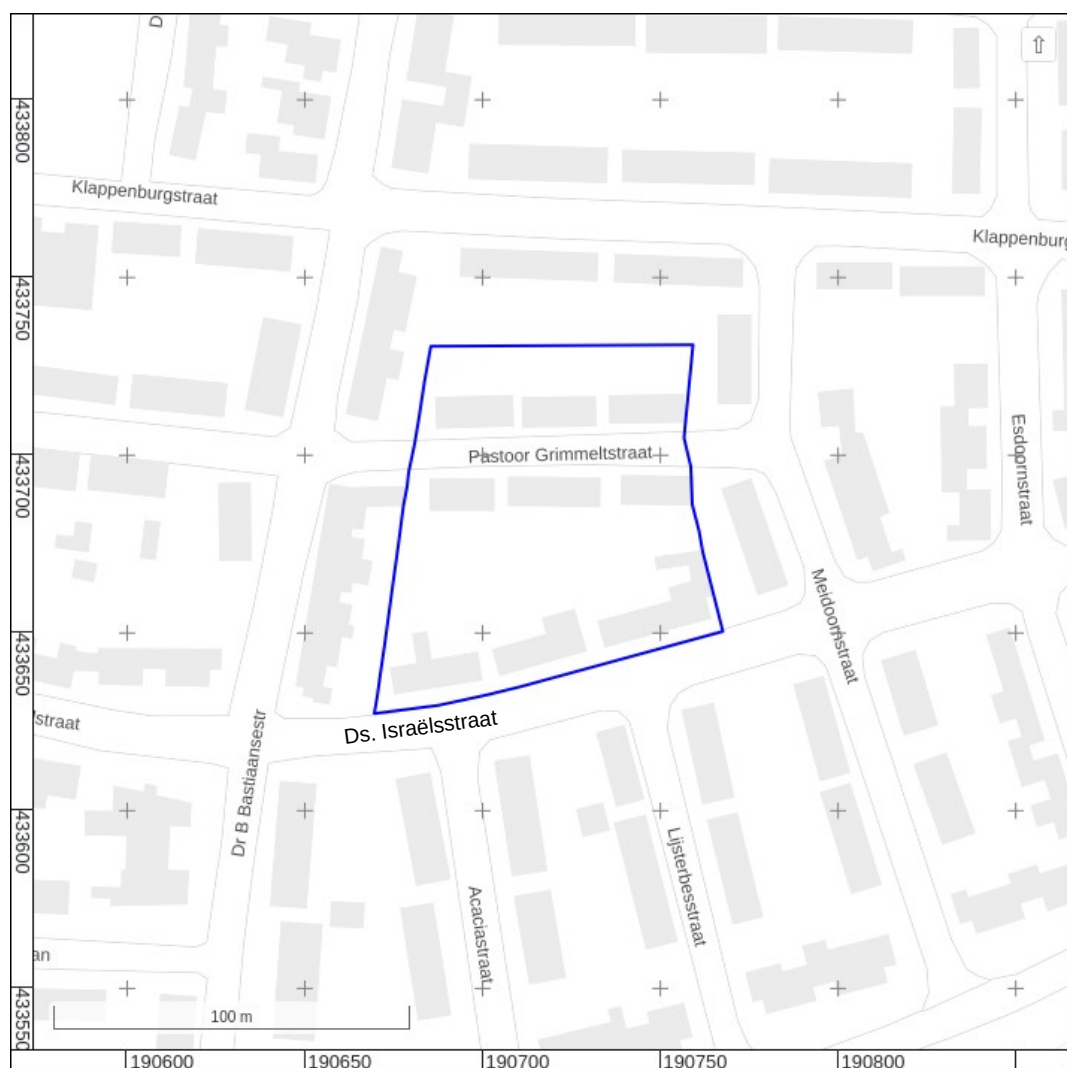 D
⇧
433800
Klappenburgstraat
Klappenburg
433750
Pastoor Grimmeltstraat
Esdoornstraat
433700
Meidoornstraat
433650
lstraat
Ds. Israëlsstraat
Dr B Bastiaansestr
433600
Lijsterbesstraat
Acaciastraat
an
100 m
433550
190600
190650
190700
190750
190800